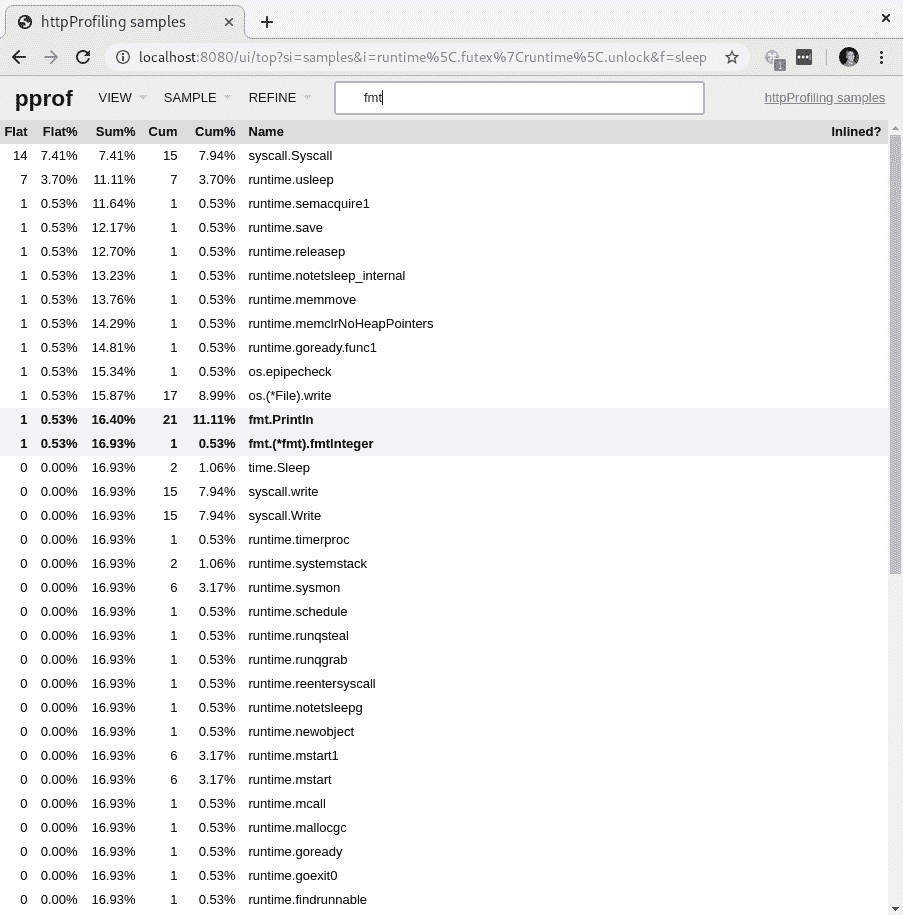 httpProfiling samples
localhost:8080/ui/top?si=samples&i=runtime%5C.futex%7Cruntime%5C.unlock&f=sleep
1
pprof VIEW SAMPLE REFINE fmt httpProfiling samples
Flat Flat% Sum% Cum Cum% Name Inlined?
14 7.41% 7.41% 15 7.94% syscall.Syscall
7 3.70% 11.11% 7 3.70% runtime.usleep
1 0.53% 11.64% 1 0.53% runtime.semacquire1
1 0.53% 12.17% 1 0.53% runtime.save
1 0.53% 12.70% 1 0.53% runtime.releasep
1 0.53% 13.23% 1 0.53% runtime.notetsleep_internal
1 0.53% 13.76% 1 0.53% runtime.memmove
1 0.53% 14.29% 1 0.53% runtime.memclrNoHeapPointers
1 0.53% 14.81% 1 0.53% runtime.goready.func1
1 0.53% 15.34% 1 0.53% os.epipecheck
1 0.53% 15.87% 17 8.99% os.(*File).write
1 0.53% 16.40% 21 11.11% fmt.Println
1 0.53% 16.93% 1 0.53% fmt.(*fmt).fmtInteger
0 0.00% 16.93% 2 1.06% time.Sleep
0 0.00% 16.93% 15 7.94% syscall.write
0 0.00% 16.93% 15 7.94% syscall.Write
0 0.00% 16.93% 1 0.53% runtime.timerproc
0 0.00% 16.93% 2 1.06% runtime.systemstack
0 0.00% 16.93% 6 3.17% runtime.sysmon
0 0.00% 16.93% 1 0.53% runtime.schedule
0 0.00% 16.93% 1 0.53% runtime.runqsteal
0 0.00% 16.93% 1 0.53% runtime.runqgrab
0 0.00% 16.93% 1 0.53% runtime.reentersyscall
0 0.00% 16.93% 1 0.53% runtime.notetsleepg
0 0.00% 16.93% 1 0.53% runtime.newobject
0 0.00% 16.93% 6 3.17% runtime.mstart1
0 0.00% 16.93% 6 3.17% runtime.mstart
0 0.00% 16.93% 1 0.53% runtime.mcall
0 0.00% 16.93% 1 0.53% runtime.mallocgc
0 0.00% 16.93% 1 0.53% runtime.goready
0 0.00% 16.93% 1 0.53% runtime.goexit0
0 0.00% 16.93% 1 0.53% runtime.findrunnable